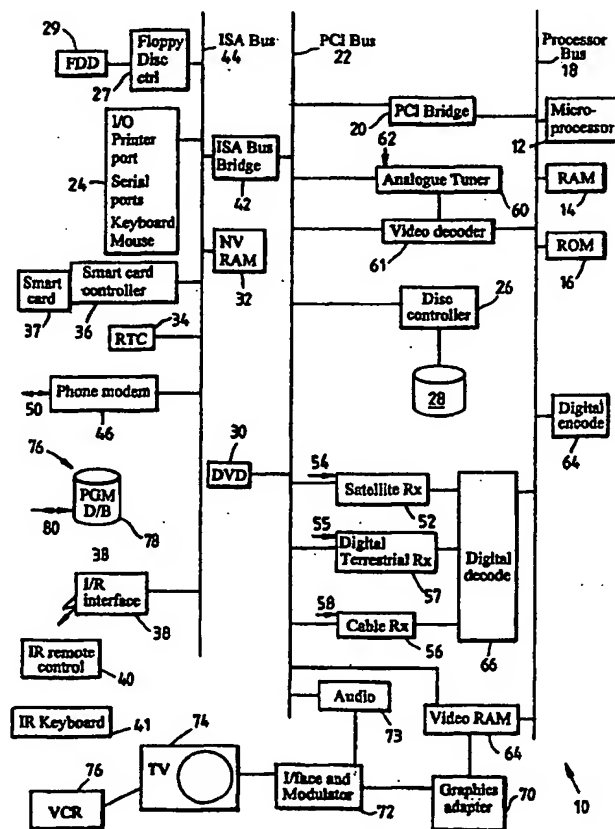 29
FDD
Floppy
Disc
ctrl
27
ISA Bus
44
PCI Bus
22
Processor
Bus
18
I/O
Printer
port
Serial
ports
Keyboard
Mouse
24
ISA Bus
Bridge
42
PCI Bridge
20
Micro-
processor
12
62
Analogue Tuner
60
RAM
14
Video decoder
61
ROM
16
NV
RAM
32
Smart card
controller
36
Smart
card
37
Disc
controller
26
28
RTC
34
Phone modem
50
46
Digital
encode
64
76
PGM
D/B
80
78
DVD
30
54
Satellite Rx
52
55
Digital
Terrestrial Rx
57
58
Cable Rx
56
Digital
decode
66
38
I/R
interface
38
IR remote
control
40
IR Keyboard
41
Audio
73
Video RAM
64
74
TV
76
VCR
I/face and
Modulator
72
Graphics
adapter
70
10